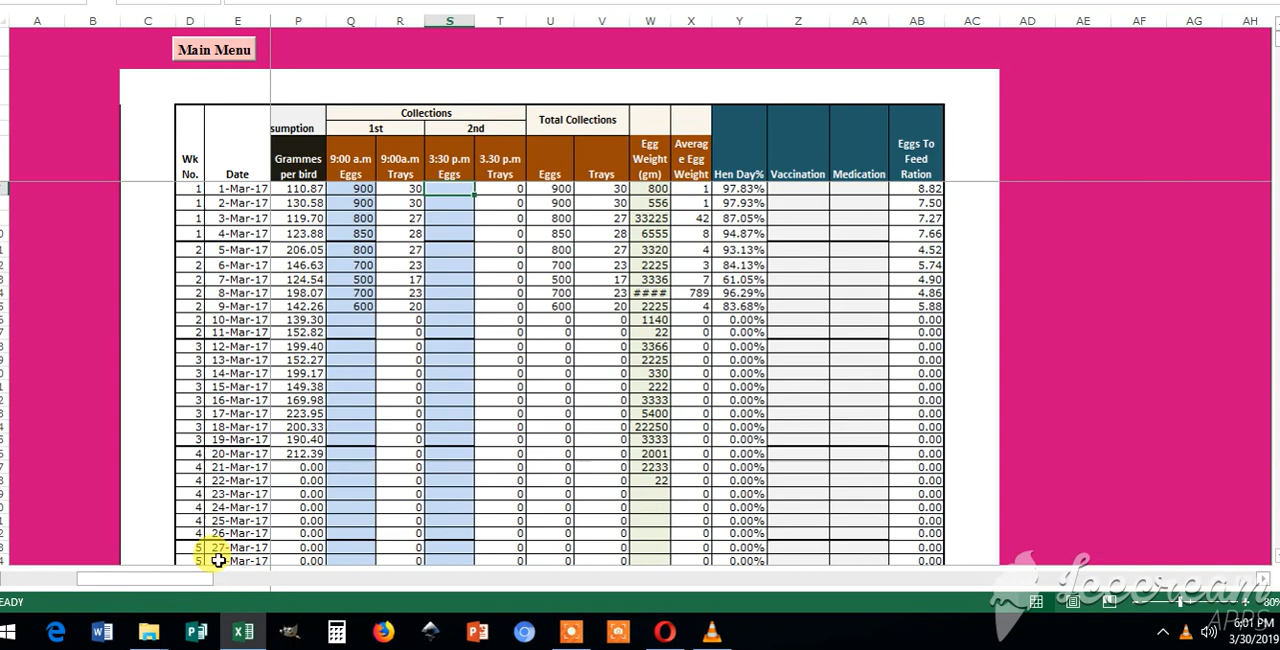 A B C D E P Q R S T U V W X Y Z AA AB AC AD AE AF AG AH
Main Menu
Collections
sumption 1st 2nd Total Collections
Wk No. Date Grammes per bird 9:00 a.m Eggs 9:00a.m Trays 3:30 p.m Eggs 3.30 p.m Trays Eggs Trays Egg Weight (gm) Averag e Egg Weight Hen Day% Vaccination Medication Eggs To Feed Ration
1 1-Mar-17 110.87 900 30 0 900 30 800 1 97.83% 8.82
1 2-Mar-17 130.58 900 30 0 900 30 556 1 97.93% 7.50
1 3-Mar-17 119.70 800 27 0 800 27 33225 42 87.05% 7.27
1 4-Mar-17 123.88 850 28 0 850 28 6555 8 94.87% 7.66
2 5-Mar-17 206.05 800 27 0 800 27 3320 4 93.13% 4.52
2 6-Mar-17 146.63 700 23 0 700 23 2225 3 84.13% 5.74
2 7-Mar-17 124.54 500 17 0 500 17 3336 7 61.05% 4.90
2 8-Mar-17 198.07 700 23 0 700 23 #### 789 96.29% 4.86
2 9-Mar-17 142.26 600 20 0 600 20 2225 4 83.68% 5.88
2 10-Mar-17 139.30 0 0 0 0 1140 0 0.00% 0.00
2 11-Mar-17 152.82 0 0 0 0 22 0 0.00% 0.00
3 12-Mar-17 199.40 0 0 0 0 3366 0 0.00% 0.00
3 13-Mar-17 152.27 0 0 0 0 2225 0 0.00% 0.00
3 14-Mar-17 199.17 0 0 0 0 330 0 0.00% 0.00
3 15-Mar-17 149.38 0 0 0 0 222 0 0.00% 0.00
3 16-Mar-17 169.98 0 0 0 0 3333 0 0.00% 0.00
3 17-Mar-17 223.95 0 0 0 0 5400 0 0.00% 0.00
3 18-Mar-17 200.33 0 0 0 0 22250 0 0.00% 0.00
3 19-Mar-17 190.40 0 0 0 0 3333 0 0.00% 0.00
4 20-Mar-17 212.39 0 0 0 0 2001 0 0.00% 0.00
4 21-Mar-17 0.00 0 0 0 0 2233 0 0.00% 0.00
4 22-Mar-17 0.00 0 0 0 0 22 0 0.00% 0.00
4 23-Mar-17 0.00 0 0 0 0 0 0.00% 0.00
4 24-Mar-17 0.00 0 0 0 0 0 0.00% 0.00
4 25-Mar-17 0.00 0 0 0 0 0 0.00% 0.00
4 26-Mar-17 0.00 0 0 0 0 0 0.00% 0.00
5 27-Mar-17 0.00 0 0 0 0 0 0.00% 0.00
5 -Mar-17 0.00 0 0 0 0 0 0.00% 0.00
Icecream
APPS
EADY 80%
6:01 PM
3/30/2019